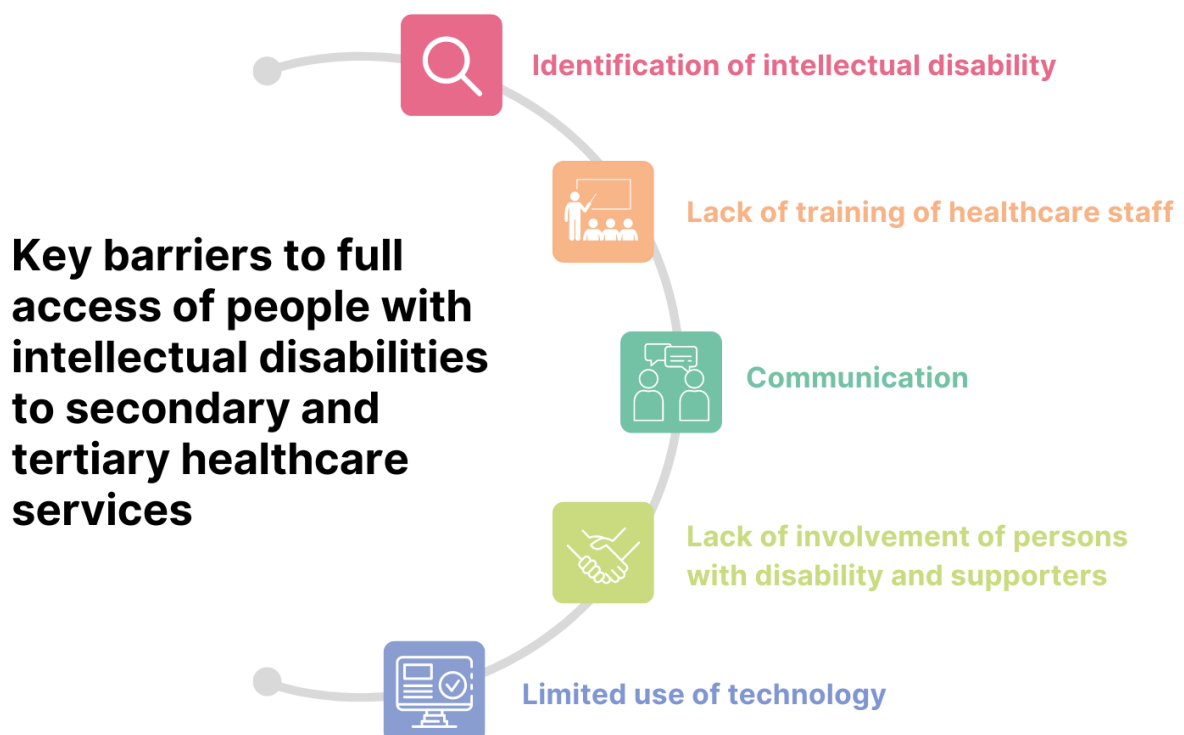 Key barriers to full
access of people with
intellectual disabilities
to secondary and
tertiary healthcare
services
Identification of intellectual disability
Lack of training of healthcare staff
Communication
Lack of involvement of persons
with disability and supporters
Limited use of technology